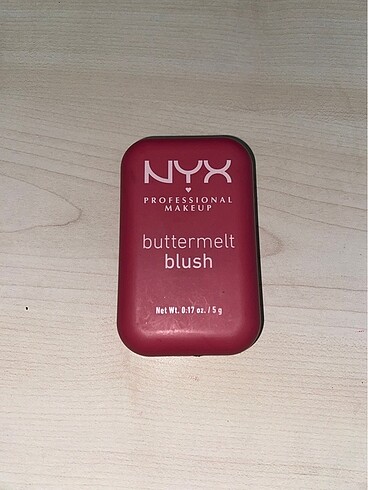 NYX
PROFESSIONAL
MAKEUP
buttermelt
blush
Net Wt. 0.17 oz. / 5 g